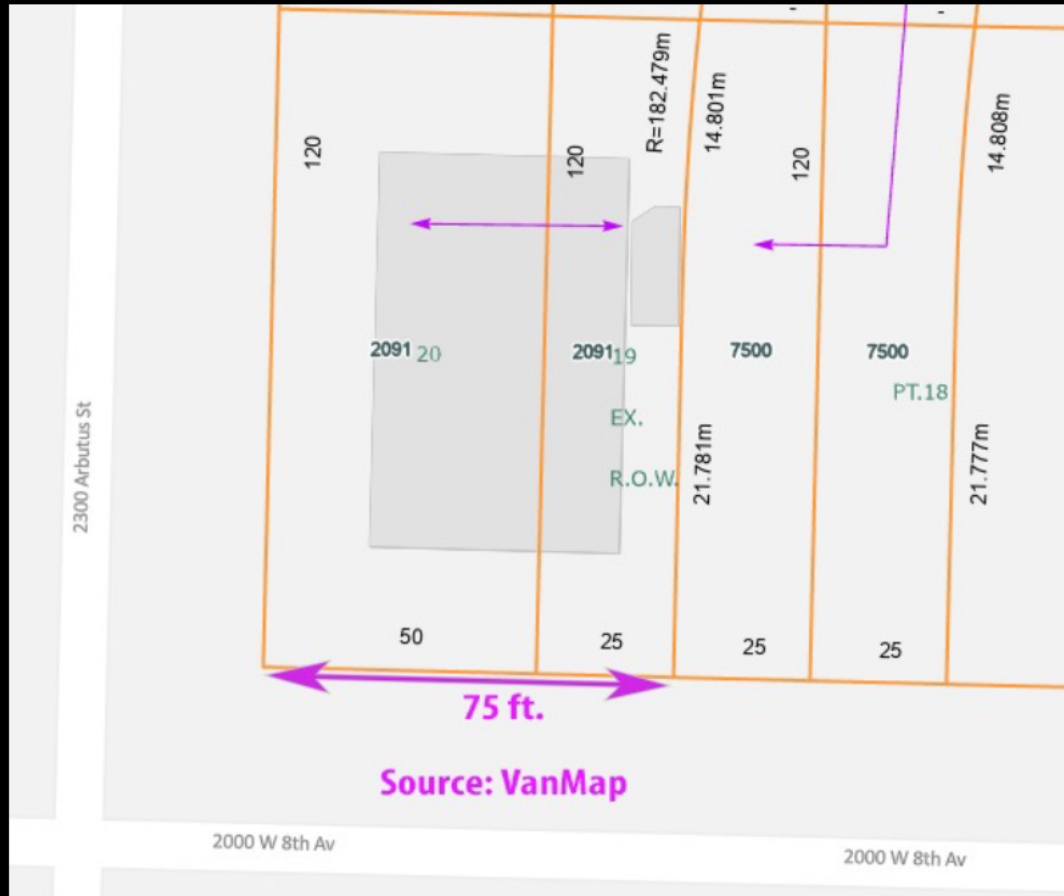 -
-
R=182.479m
14.801m
14.808m
120
120
120
2091 20
2091 19
7500
7500
PT.18
EX.
R.O.W.
21.781m
21.777m
2300 Arbutus St
50
25
25
25
75 ft.
Source: VanMap
2000 W 8th Av
2000 W 8th Av